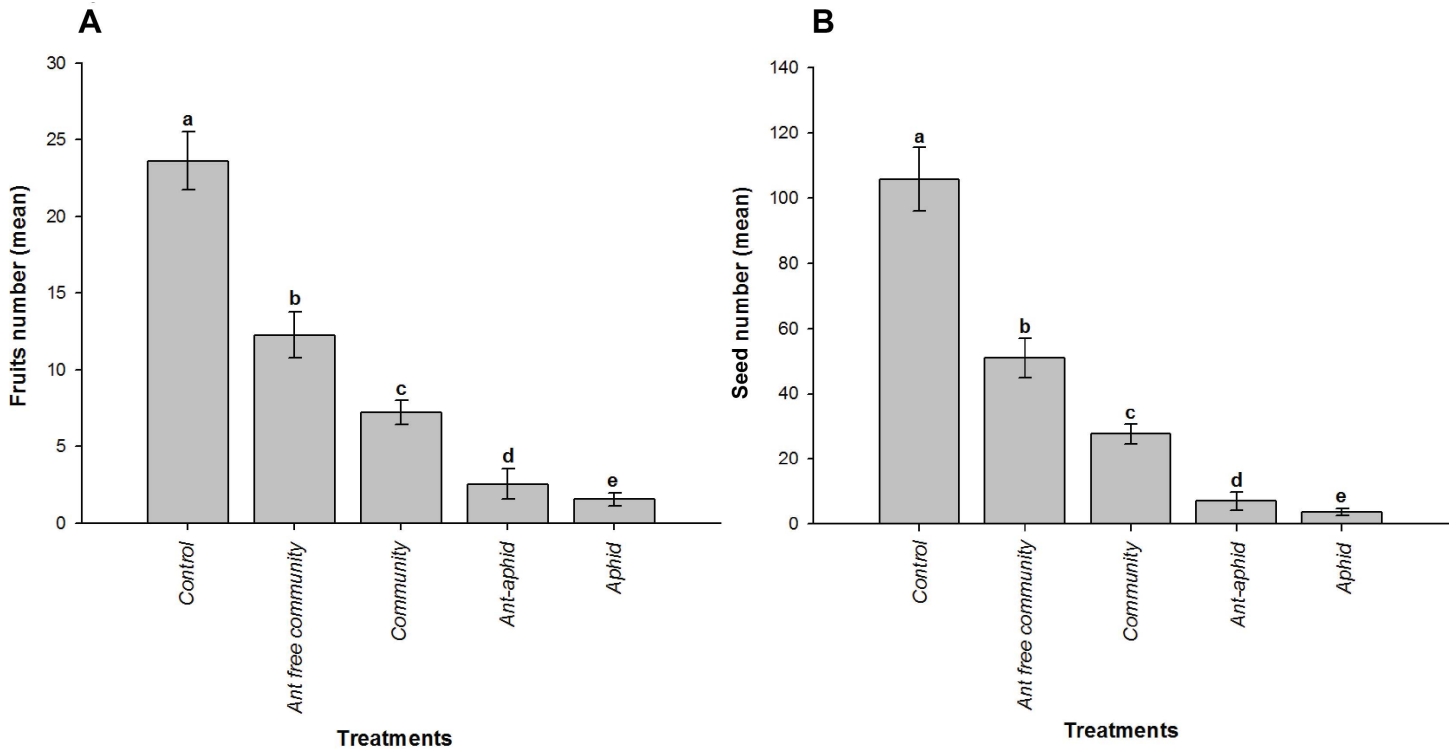 A
Fruits number (mean)
30
25
20
15
10
5
0
a
b
c
d
e
Control
Ant free community
Community
Ant-aphid
Aphid
Treatments
B
Seed number (mean)
140
120
100
80
60
40
20
0
a
b
c
d
e
Control
Ant free community
Community
Ant-aphid
Aphid
Treatments